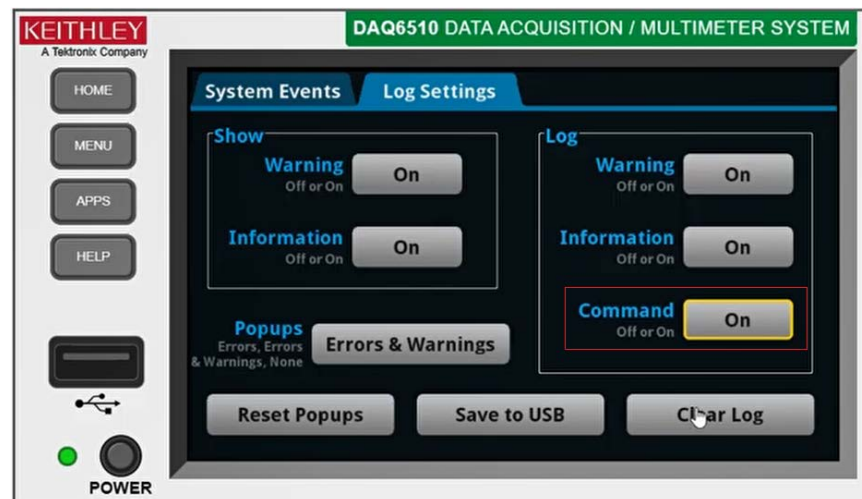 KEITHLEY
A Tektronix Company
DAQ6510 DATA ACQUISITION / MULTIMETER SYSTEM
HOME
MENU
APPS
HELP
POWER
System Events
Log Settings
Show
Warning
Off or On
On
Information
Off or On
On
Popups
Errors, Errors
& Warnings, None
Errors & Warnings
Log
Warning
Off or On
On
Information
Off or On
On
Command
Off or On
On
Reset Popups
Save to USB
Clear Log